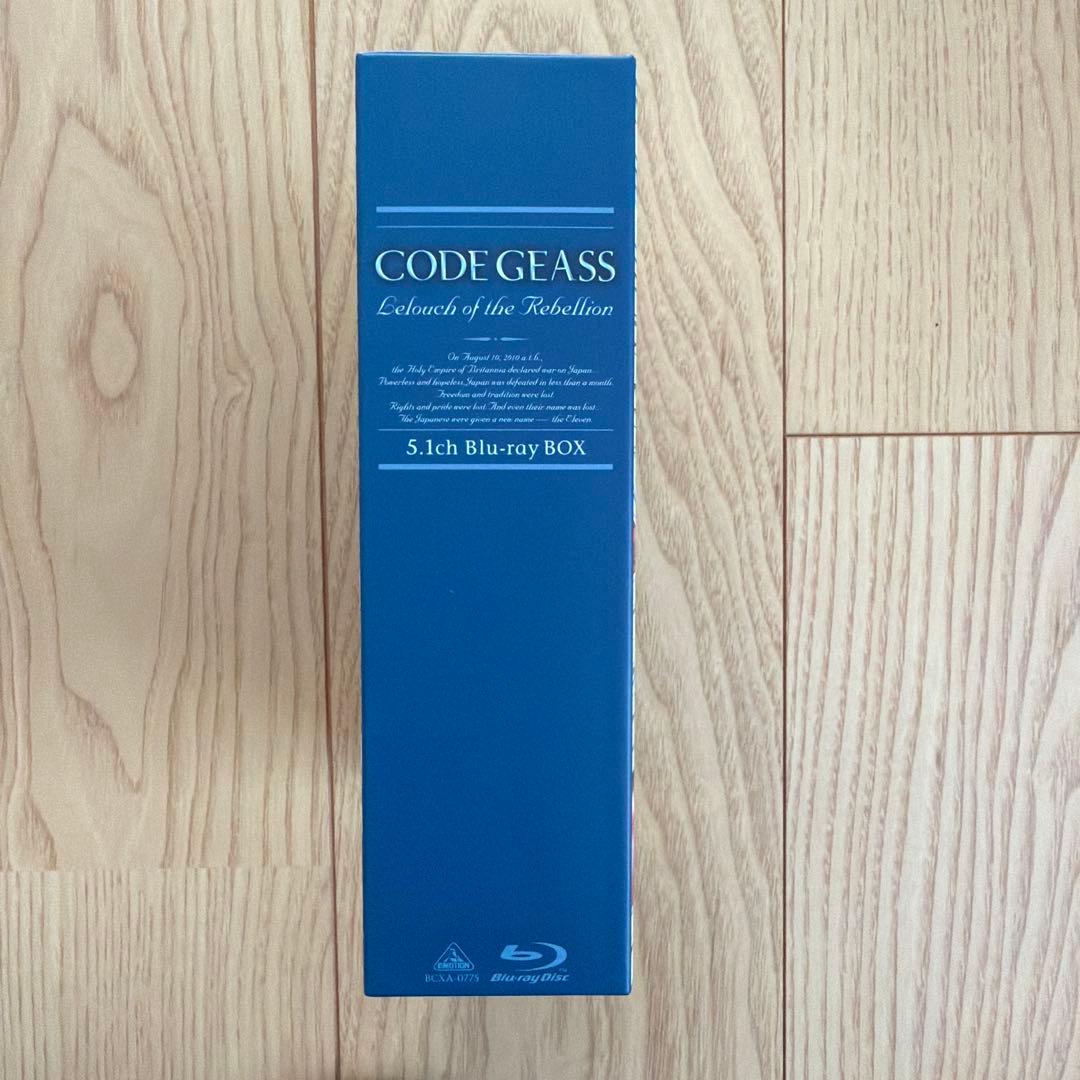 CODE GEASS
Lelouch of the Rebellion
On August 10, 2010 a.t.b.,
the Holy Empire of Britannia declared war on Japan...
Powerless and hopeless, Japan was defeated in less than a month.
Freedom and tradition were lost.
Rights and pride were lost. And even their name was lost...
The Japanese were given a new name — the Eleven.
5.1ch Blu-ray BOX
EMOTION
BCXA-0775
Blu-ray Disc™